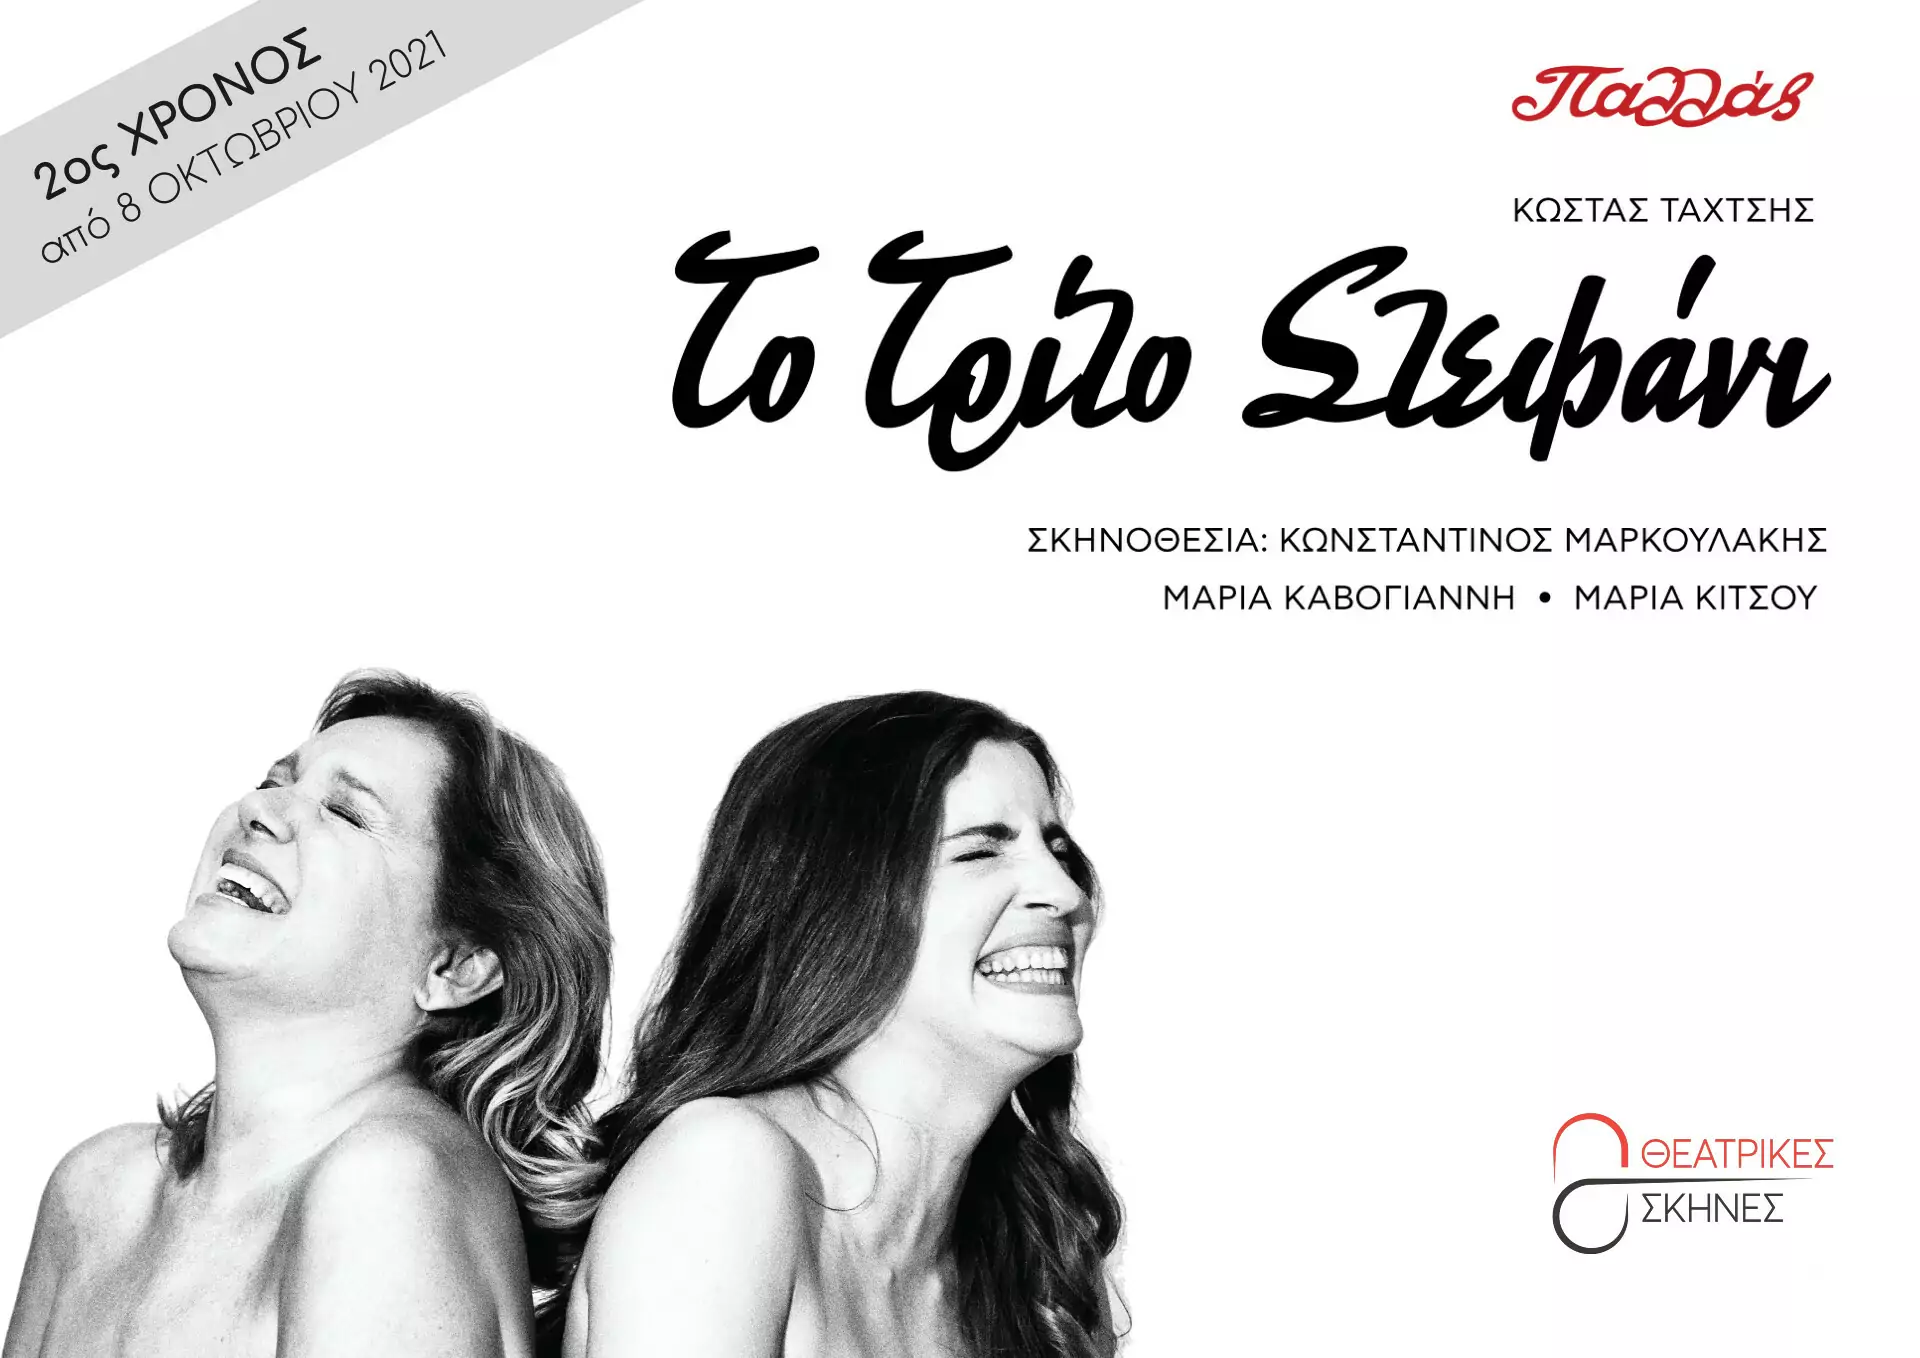 2ος ΧΡΟΝΟΣ
από 8 ΟΚΤΩΒΡΙΟΥ 2021
Παλλάς
ΚΩΣΤΑΣ ΤΑΧΤΣΗΣ
Το Τρίτο Στεφάνι
ΣΚΗΝΟΘΕΣΙΑ: ΚΩΝΣΤΑΝΤΙΝΟΣ ΜΑΡΚΟΥΛΑΚΗΣ
ΜΑΡΙΑ ΚΑΒΟΓΙΑΝΝΗ • ΜΑΡΙΑ ΚΙΤΣΟΥ
ΘΕΑΤΡΙΚΕΣ
ΣΚΗΝΕΣ